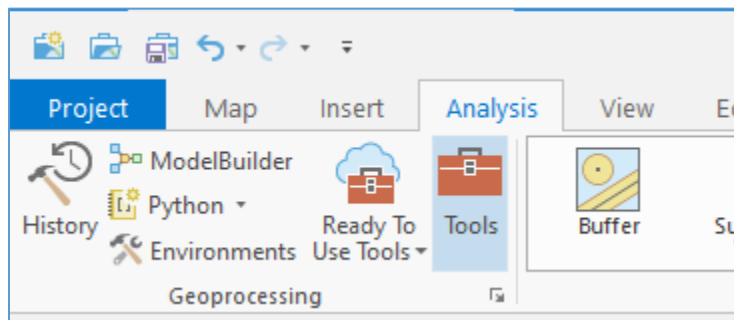 Project Map Insert Analysis View
ModelBuilder
Python
History
Environments
Ready To
Use Tools
Tools
Buffer
Geoprocessing